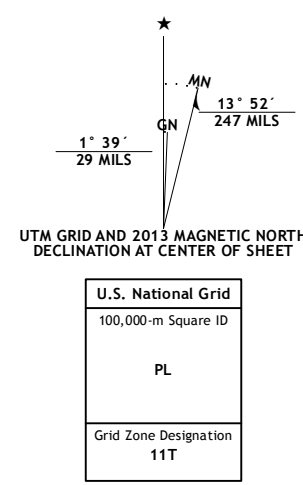 ★
MN
GN
13° 52´
247 MILS
1° 39´
29 MILS
UTM GRID AND 2013 MAGNETIC NORTH
DECLINATION AT CENTER OF SHEET
U.S. National Grid
100,000-m Square ID
PL
Grid Zone Designation
11T